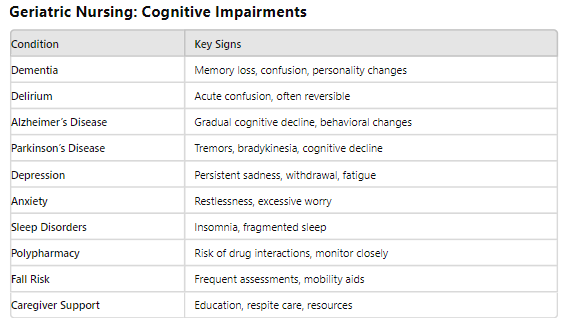 Geriatric Nursing: Cognitive Impairments
Condition Key Signs
Dementia Memory loss, confusion, personality changes
Delirium Acute confusion, often reversible
Alzheimer’s Disease Gradual cognitive decline, behavioral changes
Parkinson’s Disease Tremors, bradykinesia, cognitive decline
Depression Persistent sadness, withdrawal, fatigue
Anxiety Restlessness, excessive worry
Sleep Disorders Insomnia, fragmented sleep
Polypharmacy Risk of drug interactions, monitor closely
Fall Risk Frequent assessments, mobility aids
Caregiver Support Education, respite care, resources